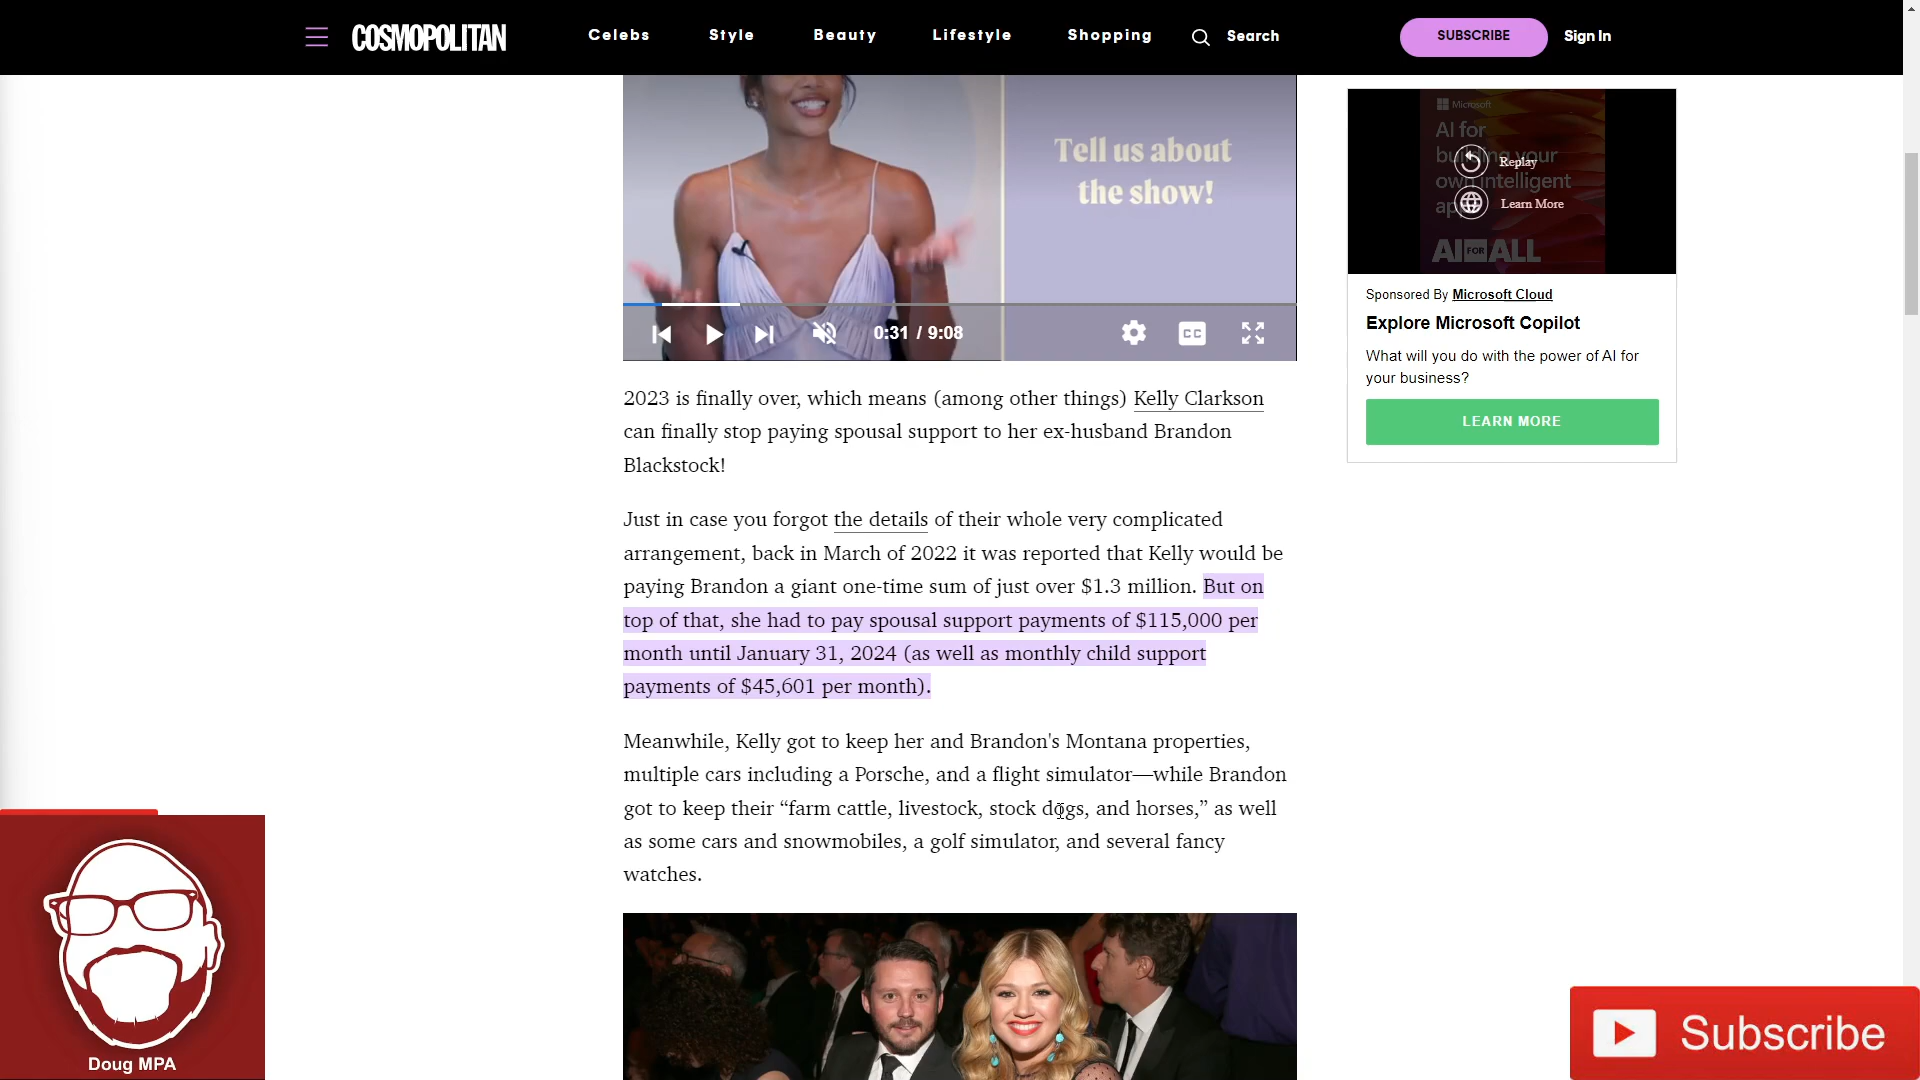 COSMOPOLITAN
Celebs Style Beauty Lifestyle Shopping Search
SUBSCRIBE Sign In
Tell us about
the show!
0:31 / 9:08
CC
2023 is finally over, which means (among other things) Kelly Clarkson
can finally stop paying spousal support to her ex-husband Brandon
Blackstock!
Just in case you forgot the details of their whole very complicated
arrangement, back in March of 2022 it was reported that Kelly would be
paying Brandon a giant one-time sum of just over $1.3 million. But on
top of that, she had to pay spousal support payments of $115,000 per
month until January 31, 2024 (as well as monthly child support
payments of $45,601 per month).
Meanwhile, Kelly got to keep her and Brandon's Montana properties,
multiple cars including a Porsche, and a flight simulator—while Brandon
got to keep their “farm cattle, livestock, stock dogs, and horses,” as well
as some cars and snowmobiles, a golf simulator, and several fancy
watches.
Microsoft
AI for
building your
Replay
own intelligent
Learn More
AI FOR ALL
Sponsored By Microsoft Cloud
Explore Microsoft Copilot
What will you do with the power of AI for
your business?
LEARN MORE
Doug MPA
Subscribe